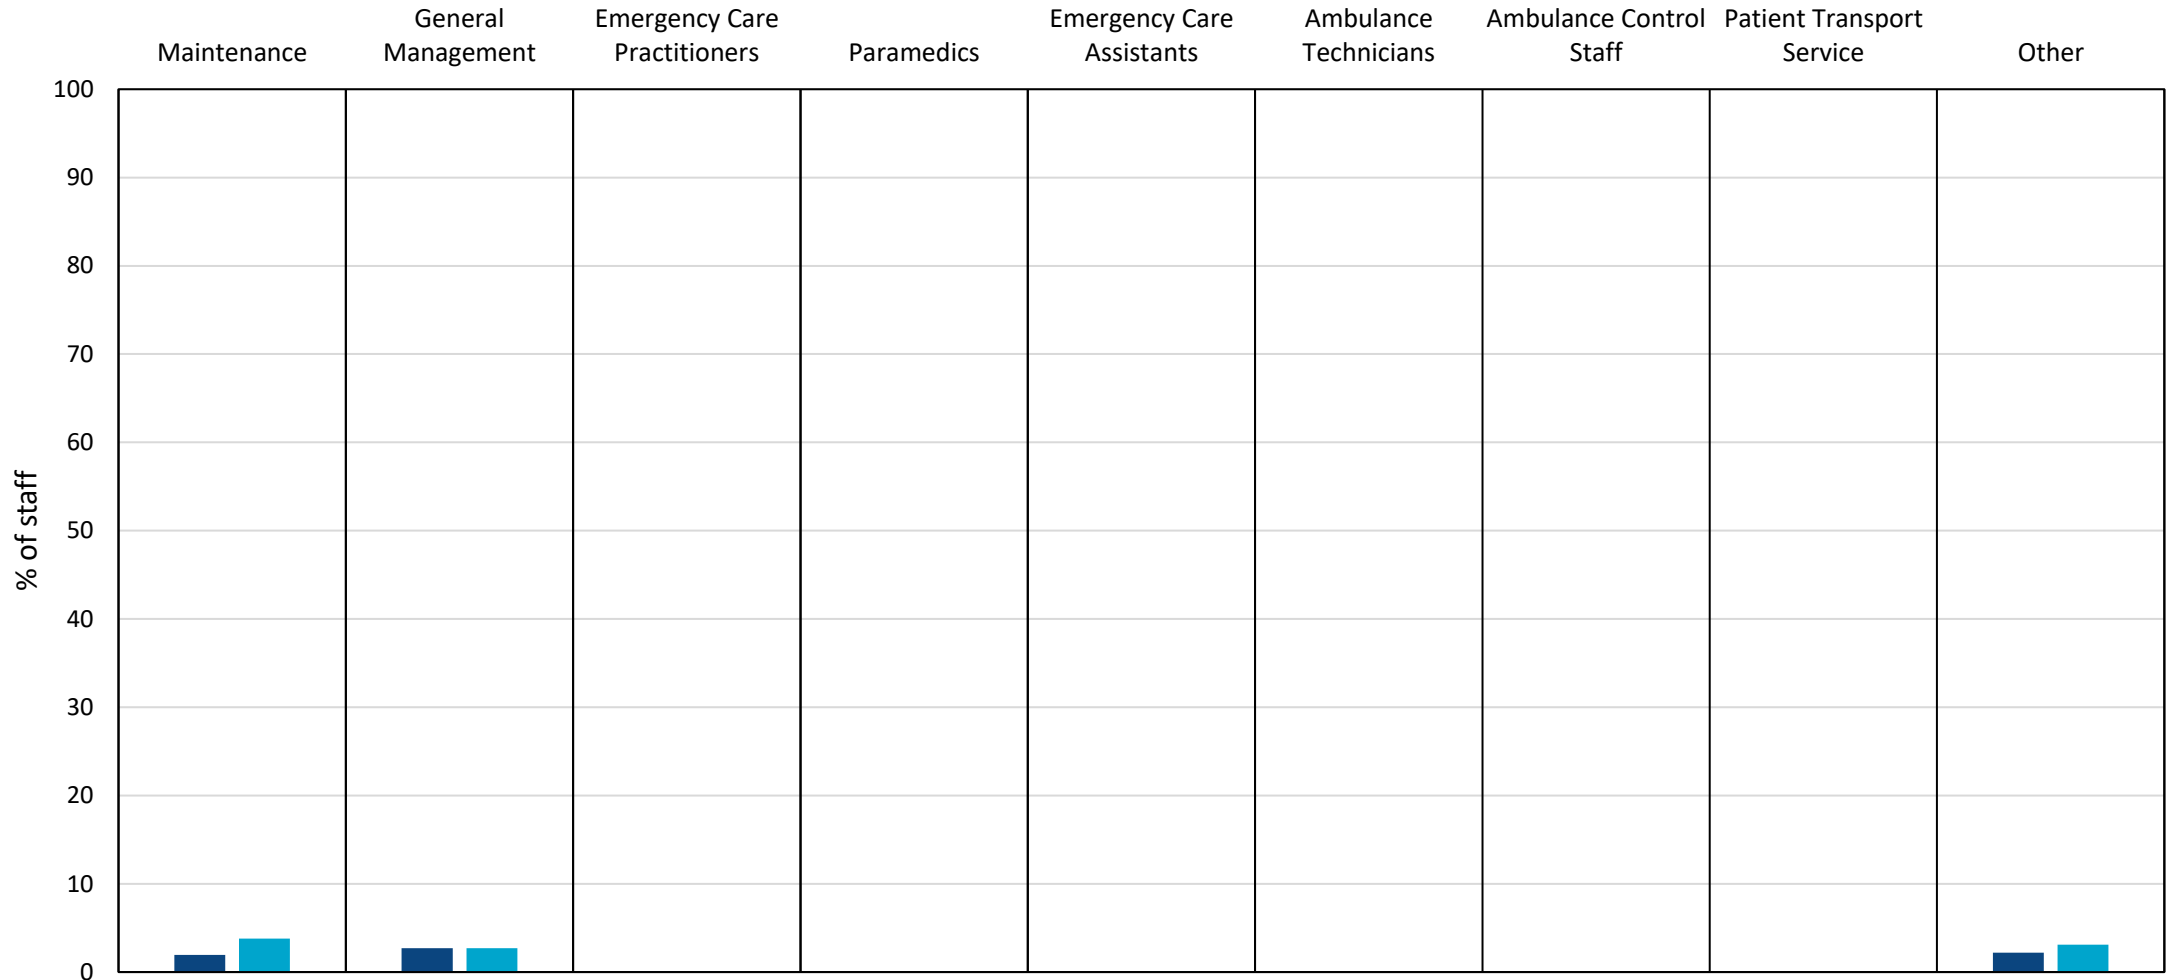 Maintenance
General
Management
Emergency Care
Practitioners
Paramedics
Emergency Care
Assistants
Ambulance
Technicians
Ambulance Control
Staff
Patient Transport
Service
Other
100
90
80
70
60
50
40
30
20
10
0
% of staff